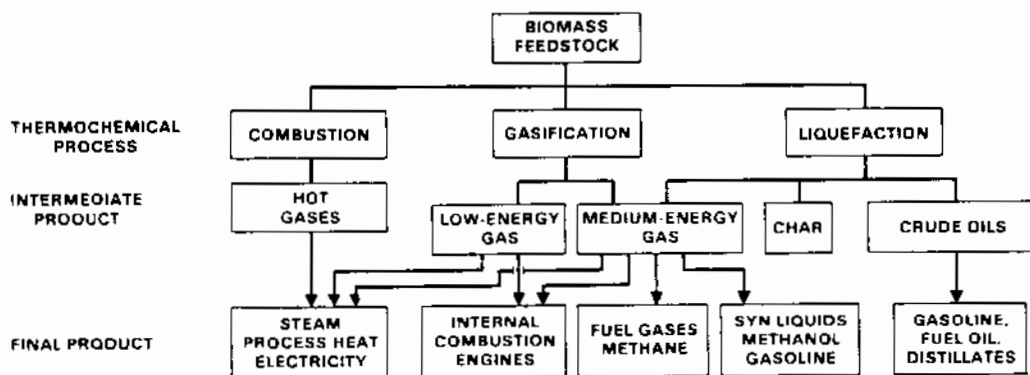 BIOMASS
FEEDSTOCK
THERMOCHEMICAL
PROCESS
COMBUSTION
GASIFICATION
LIQUEFACTION
INTERMEDIATE
PRODUCT
HOT
GASES
LOW-ENERGY
GAS
MEDIUM-ENERGY
GAS
CHAR
CRUDE OILS
FINAL PRODUCT
STEAM
PROCESS HEAT
ELECTRICITY
INTERNAL
COMBUSTION
ENGINES
FUEL GASES
METHANE
SYN LIQUIDS
METHANOL
GASOLINE
GASOLINE,
FUEL OIL,
DISTILLATES